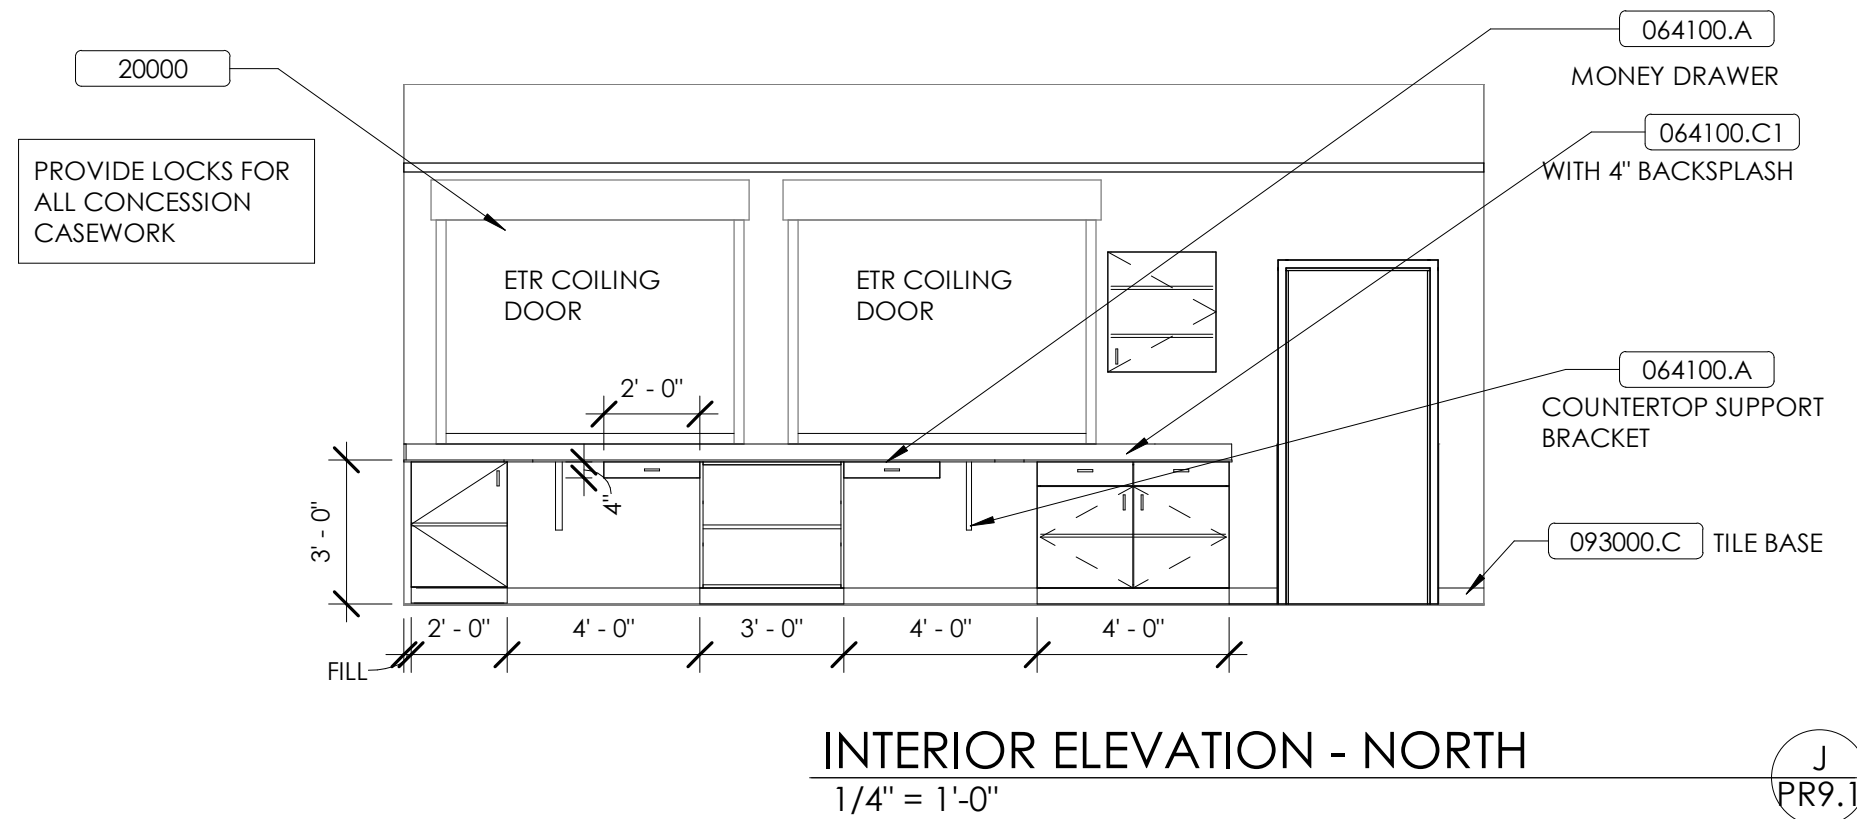 20000
PROVIDE LOCKS FOR
ALL CONCESSION
CASEWORK
064100.A
MONEY DRAWER
064100.C1
WITH 4" BACKSPLASH
ETR COILING
DOOR
ETR COILING
DOOR
064100.A
COUNTERTOP SUPPORT
BRACKET
2' - 0"
4"
3' - 0"
093000.C TILE BASE
2' - 0" 4' - 0" 3' - 0" 4' - 0" 4' - 0"
FILL
INTERIOR ELEVATION - NORTH
1/4" = 1'-0"
J
PR9.1